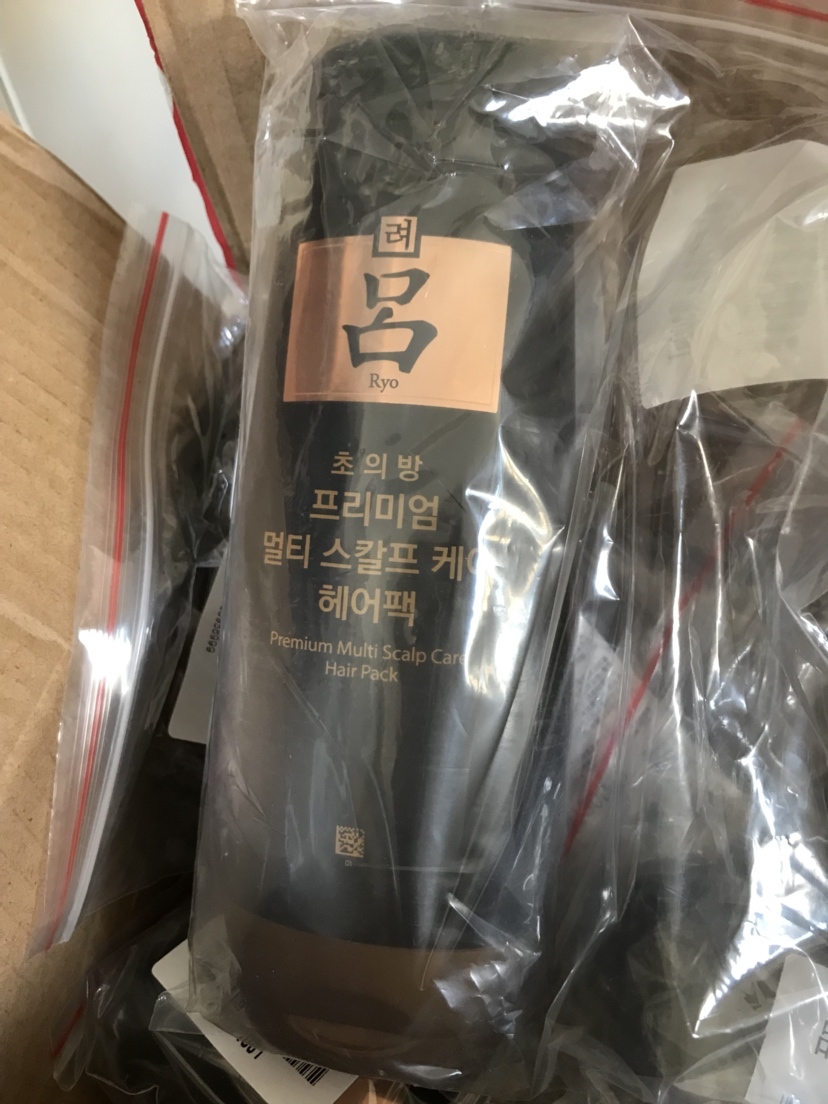 려
呂
Ryo
초의방
프리미엄
멀티 스칼프 케어
헤어팩
Premium Multi Scalp Care
Hair Pack